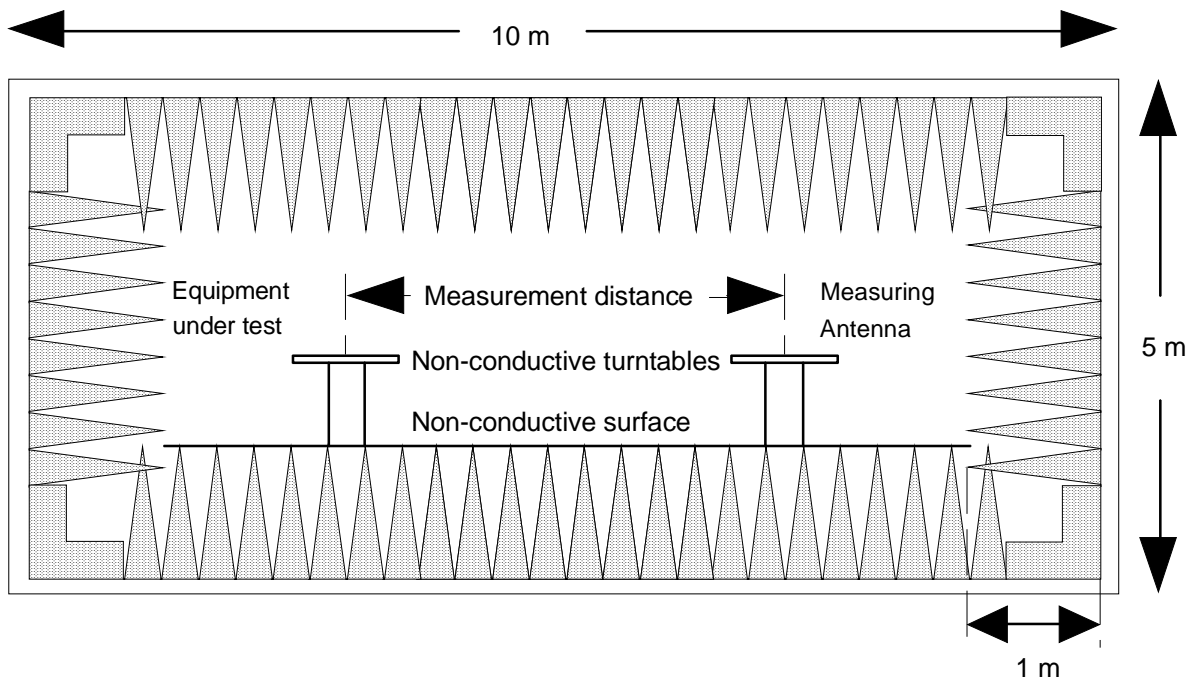 10 m
Equipment
under test
Measurement distance
Measuring
Antenna
5 m
Non-conductive turntables
Non-conductive surface
1 m